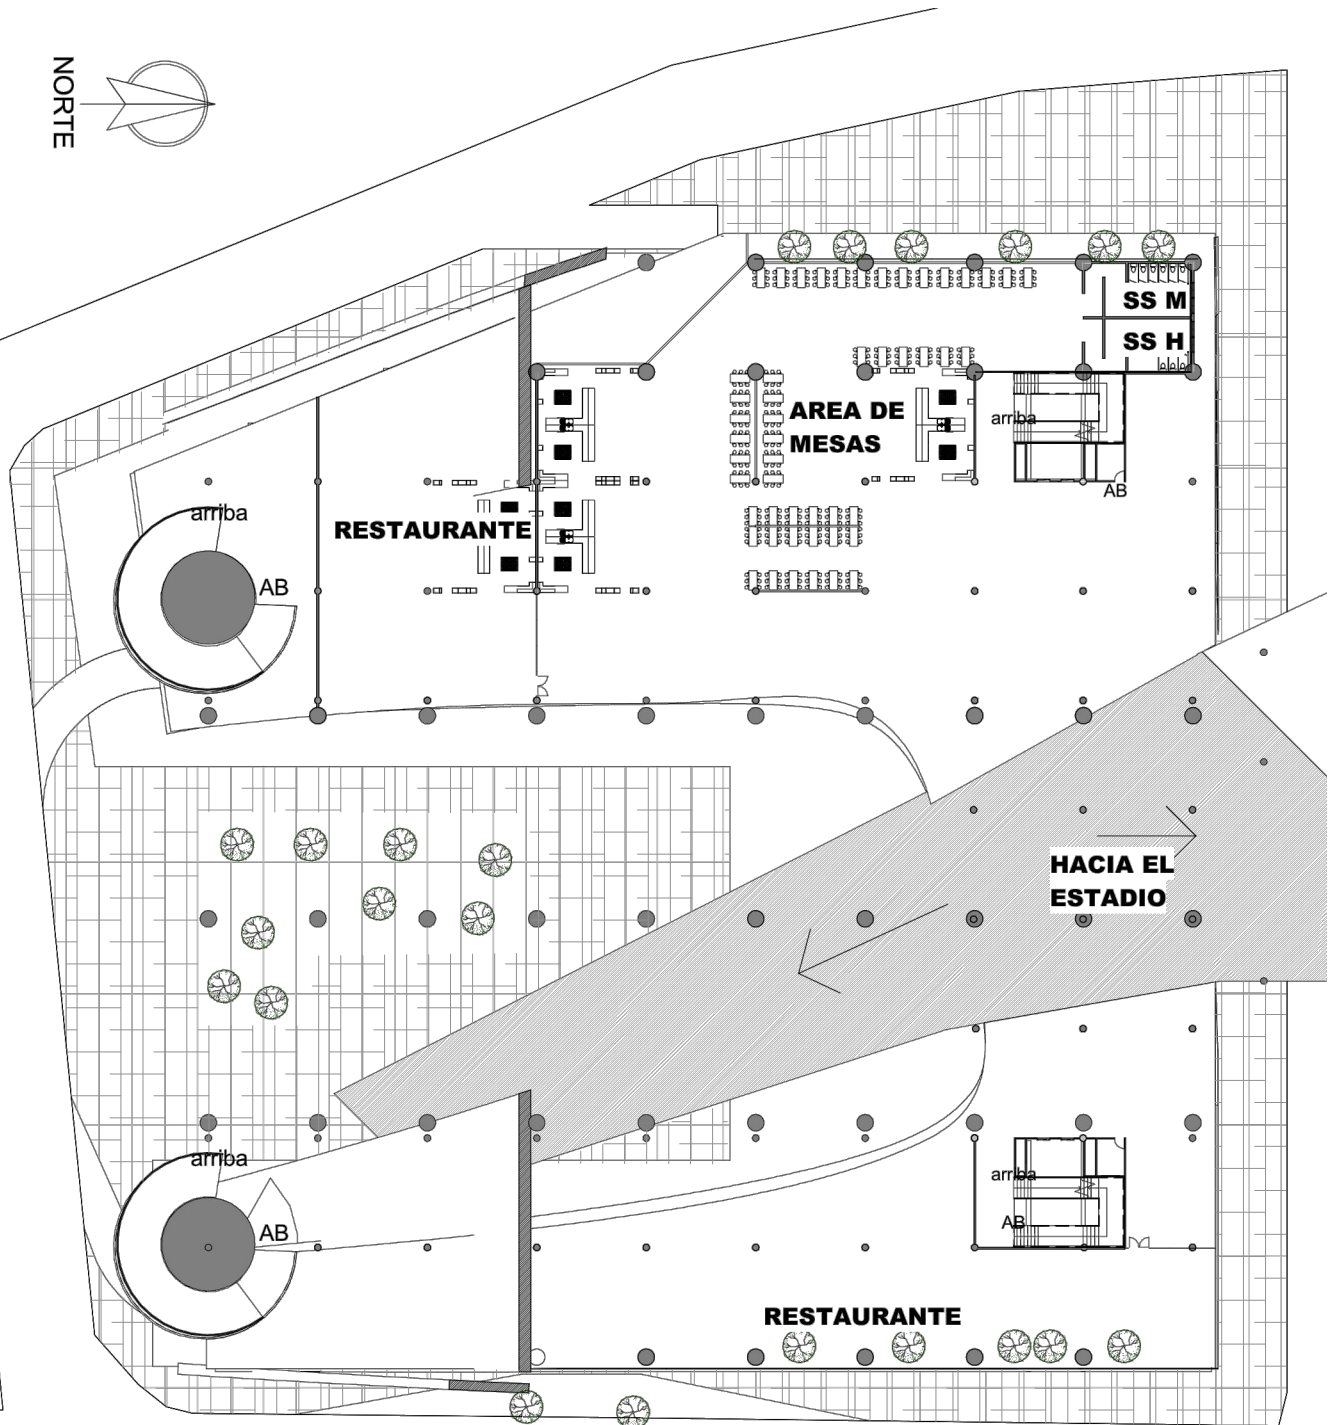 NORTE
SS M
SS H
AREA DE
MESAS
arriba
AB
arriba
RESTAURANTE
AB
HACIA EL
ESTADIO
arriba
AB
arriba
AB
RESTAURANTE